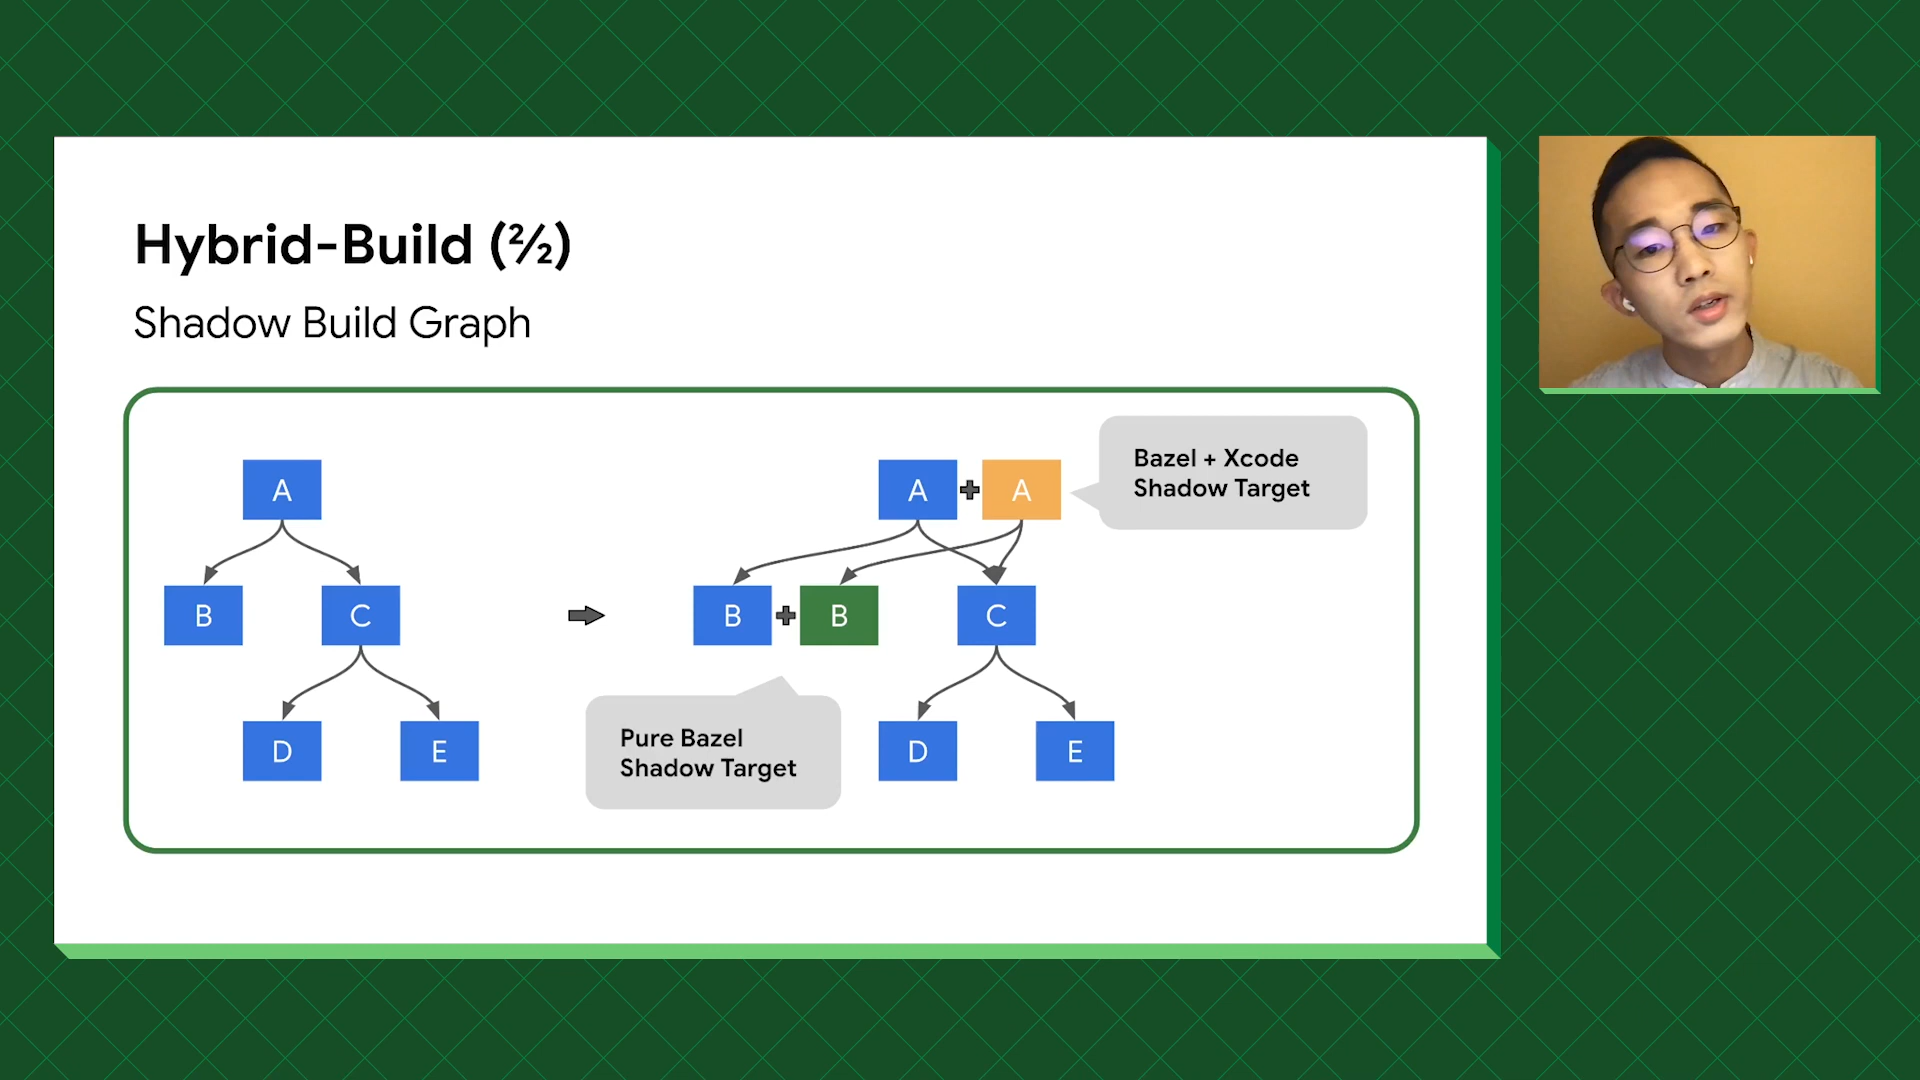 Hybrid-Build (2/2)
Shadow Build Graph
A
B
C
D
E
A
A
Bazel + Xcode
Shadow Target
B
B
C
Pure Bazel
Shadow Target
D
E